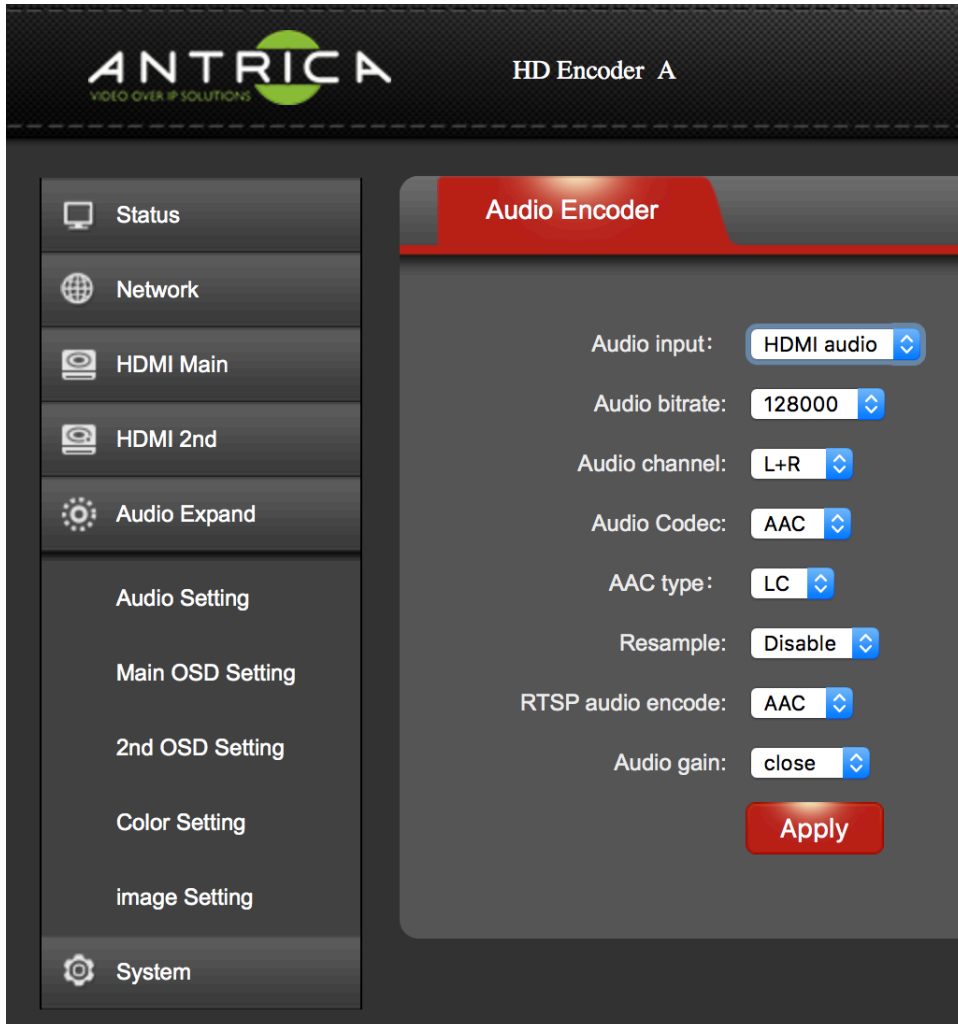 ANTRICA
VIDEO OVER IP SOLUTIONS
HD Encoder A
Status
Network
HDMI Main
HDMI 2nd
Audio Expand
Audio Setting
Main OSD Setting
2nd OSD Setting
Color Setting
image Setting
System
Audio Encoder
Audio input: HDMI audio
Audio bitrate: 128000
Audio channel: L+R
Audio Codec: AAC
AAC type: LC
Resample: Disable
RTSP audio encode: AAC
Audio gain: close
Apply